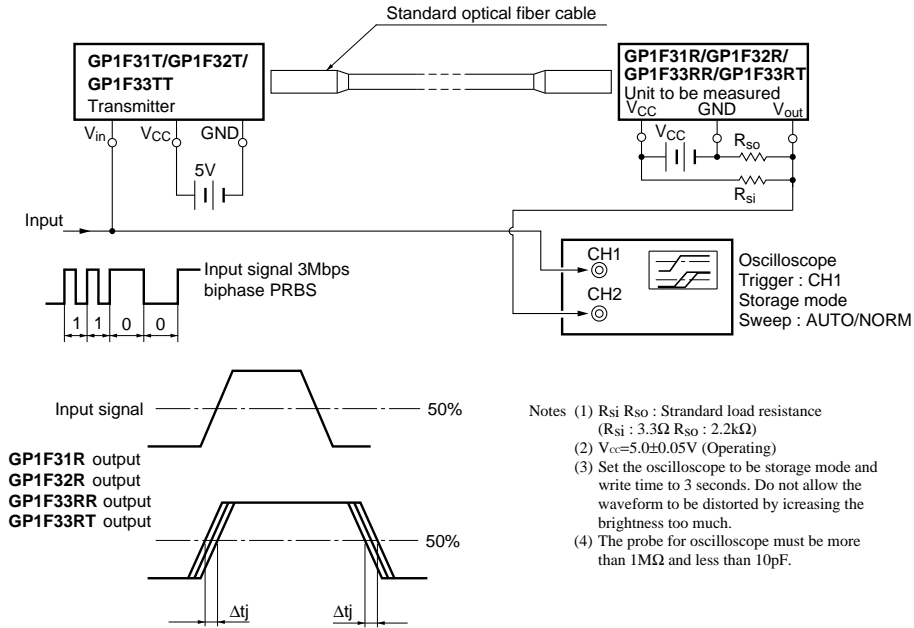 Standard optical fiber cable
GP1F31T/GP1F32T/
GP1F33TT
Transmitter
Vin VCC GND
5V
GP1F31R/GP1F32R/
GP1F33RR/GP1F33RT
Unit to be measured
VCC GND Vout
VCC Rso
Rsi
Input
Input signal 3Mbps
biphase PRBS
1 1 0 0
CH1
CH2
Oscilloscope
Trigger : CH1
Storage mode
Sweep : AUTO/NORM
Input signal 50%
GP1F31R output
GP1F32R output
GP1F33RR output
GP1F33RT output
50%
Δtj Δtj
Notes (1) Rsi Rso : Strandard load resistance
(Rsi : 3.3Ω Rso : 2.2kΩ)
(2) Vcc=5.0±0.05V (Operating)
(3) Set the oscilloscope to be storage mode and
write time to 3 seconds. Do not allow the
waveform to be distorted by icreasing the
brightness too much.
(4) The probe for oscilloscope must be more
than 1MΩ and less than 10pF.